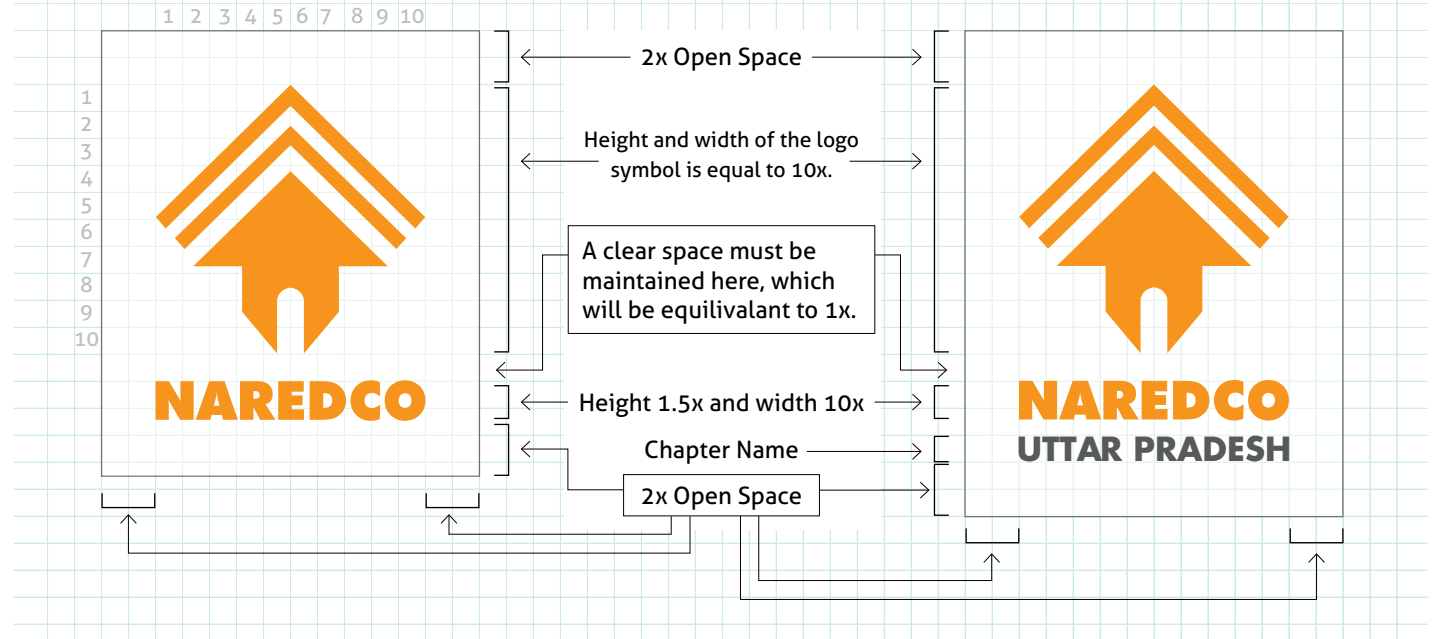 1 2 3 4 5 6 7 8 9 10
1
2
3
4
5
6
7
8
9
10
NAREDCO
2x Open Space
Height and width of the logo
symbol is equal to 10x.
A clear space must be
maintained here, which
will be equilivalant to 1x.
Height 1.5x and width 10x
Chapter Name
2x Open Space
NAREDCO
UTTAR PRADESH